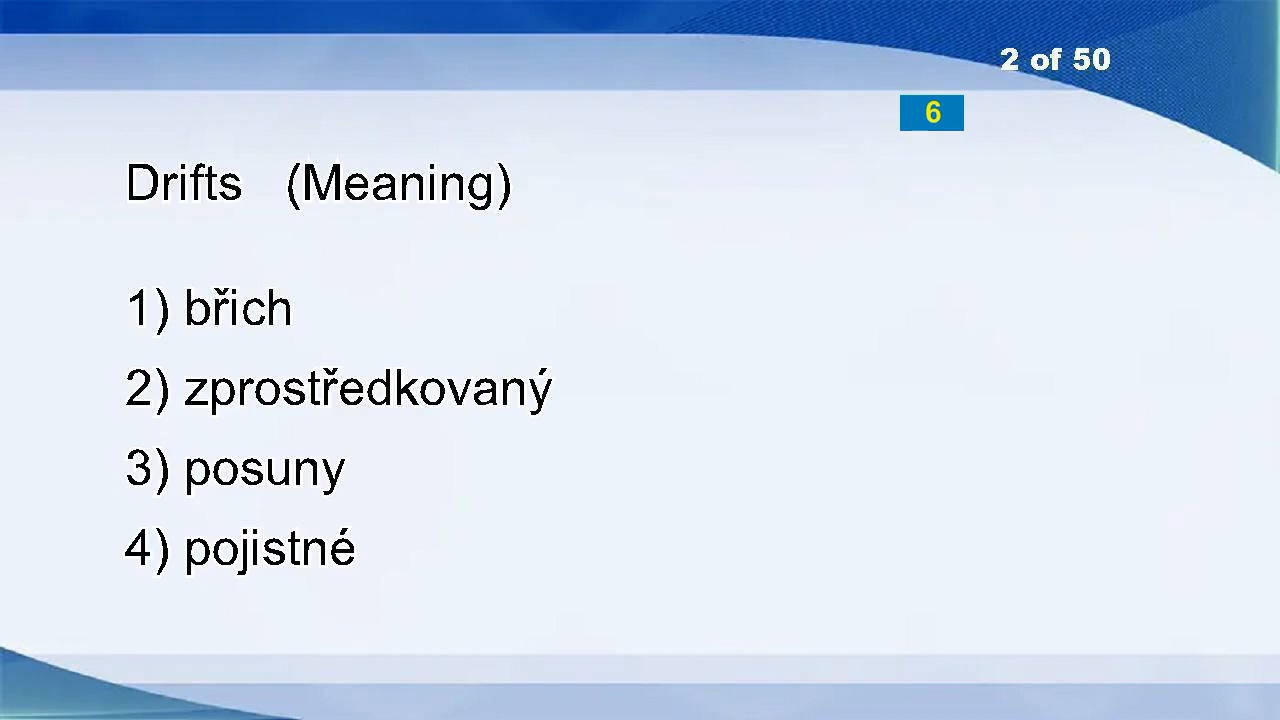 2 of 50
6
Drifts (Meaning)
1) břich
2) zprostředkovaný
3) posuny
4) pojistné